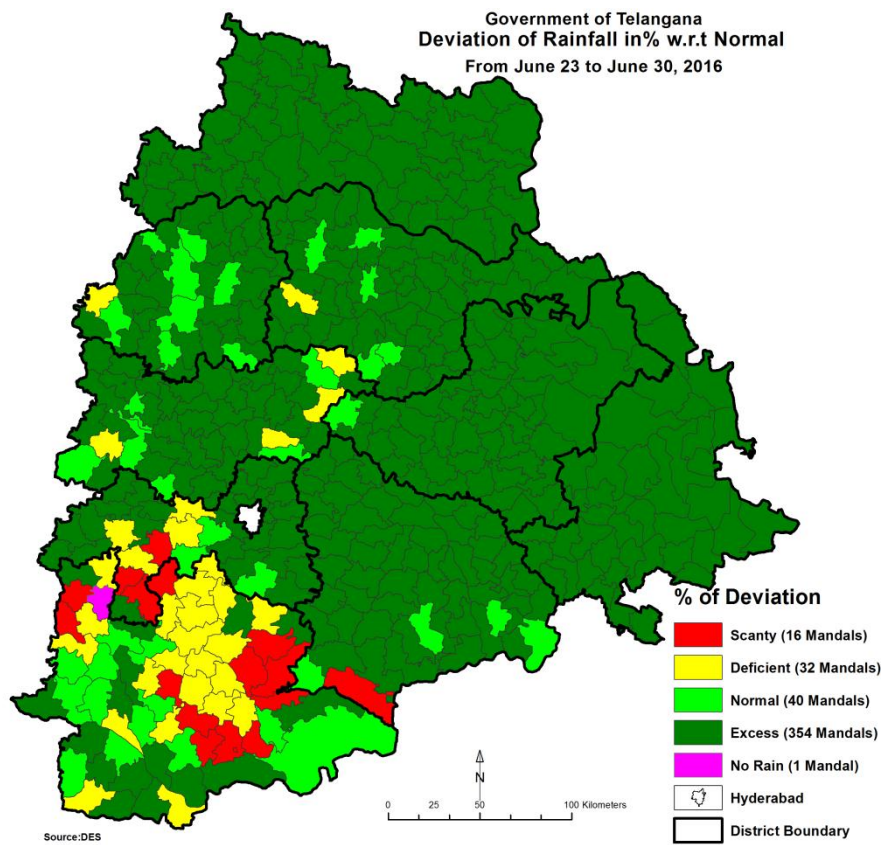 Government of Telangana
Deviation of Rainfall in% w.r.t Normal
From June 23 to June 30, 2016
% of Deviation
Scanty (16 Mandals)
Deficient (32 Mandals)
Normal (40 Mandals)
Excess (354 Mandals)
No Rain (1 Mandal)
Hyderabad
District Boundary
N
0 25 50 100 Kilometers
Source:DES